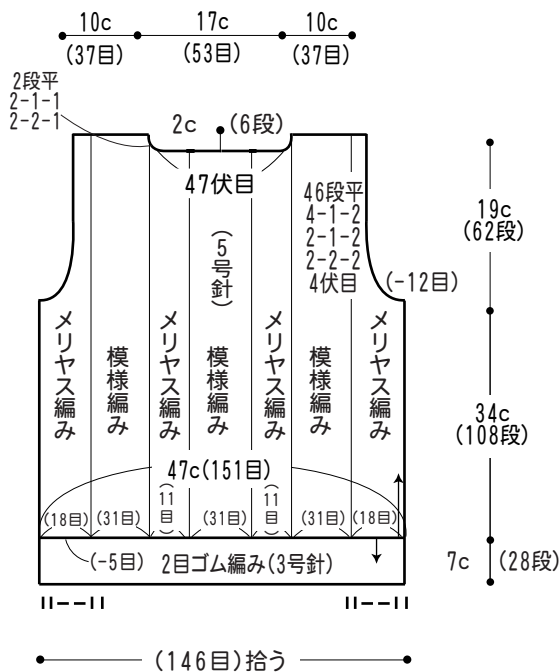 10c 17c 10c
(37目) (53目) (37目)
2段平
2-1-1
2-2-1
2c (6段)
47伏目
46段平
4-1-2
2-1-2
2-2-2
4伏目 (-12目)
(5号針)
19c
(62段)
メリヤス編み
模様編み
メリヤス編み
模様編み
メリヤス編み
模様編み
メリヤス編み
34c
(108段)
47c(151目)
(18目) (31目) (11目) (31目) (11目) (31目) (18目)
(-5目) 2目ゴム編み(3号針)
7c (28段)
(146目)拾う